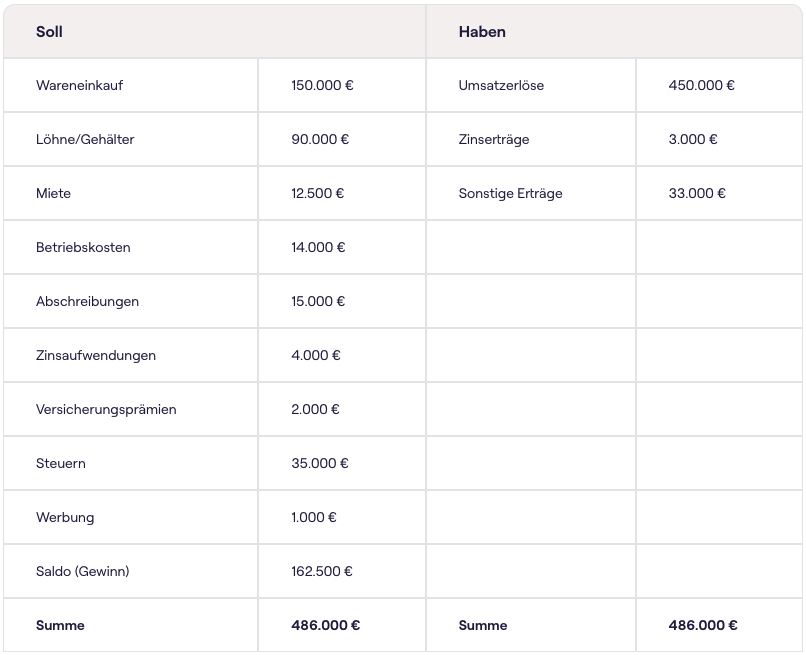 Soll Haben
Wareneinkauf 150.000 € Umsatzerlöse 450.000 €
Löhne/Gehälter 90.000 € Zinserträge 3.000 €
Miete 12.500 € Sonstige Erträge 33.000 €
Betriebskosten 14.000 €
Abschreibungen 15.000 €
Zinsaufwendungen 4.000 €
Versicherungsprämien 2.000 €
Steuern 35.000 €
Werbung 1.000 €
Saldo (Gewinn) 162.500 €
Summe 486.000 € Summe 486.000 €